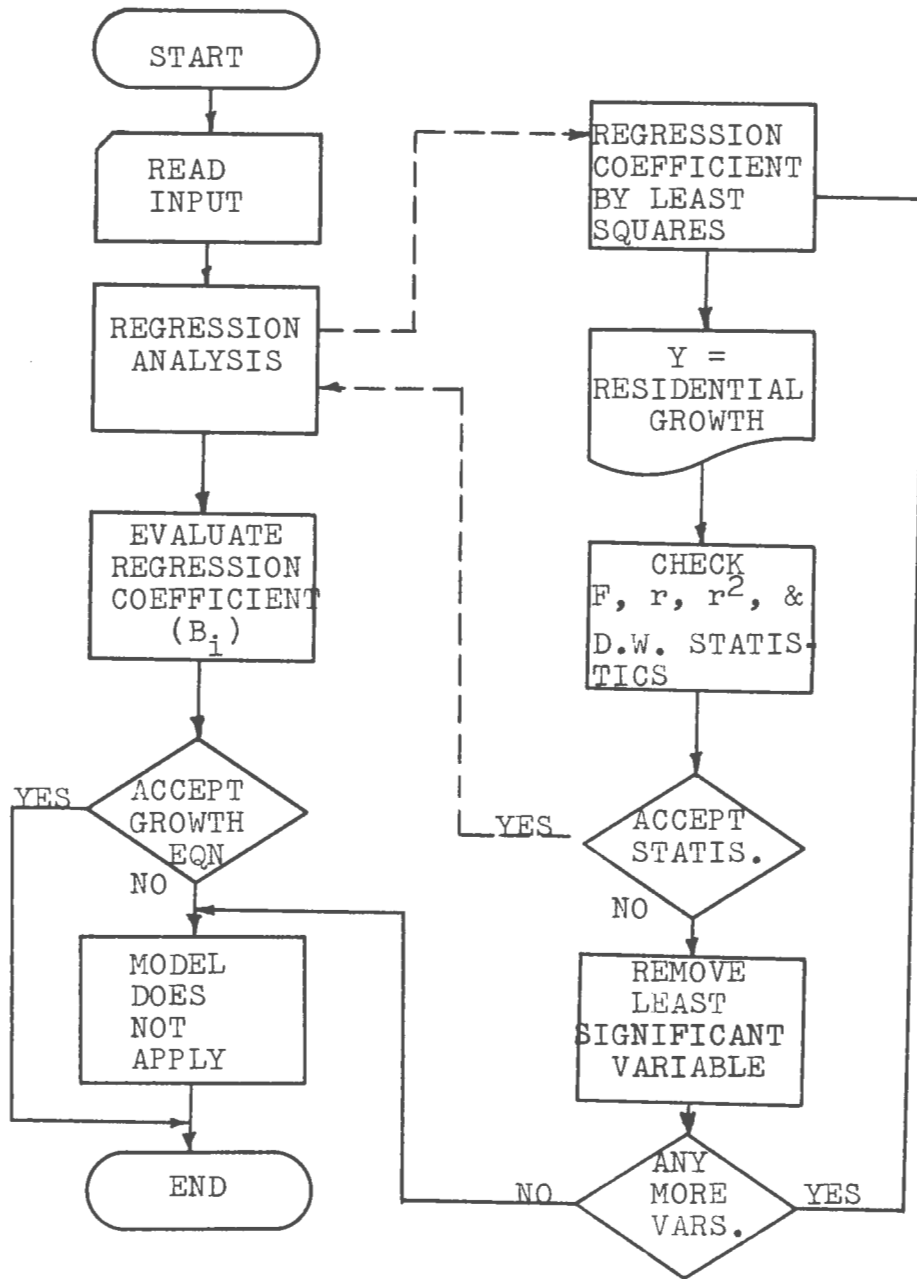 START
READ
INPUT
REGRESSION
ANALYSIS
EVALUATE
REGRESSION
COEFFICIENT
(Bᵢ)
YES
ACCEPT
GROWTH
EQN
NO
MODEL
DOES
NOT
APPLY
END
REGRESSION
COEFFICIENT
BY LEAST
SQUARES
Y =
RESIDENTIAL
GROWTH
CHECK
F, r, r², &
D.W. STATIS-
TICS
YES
ACCEPT
STATIS.
NO
REMOVE
LEAST
SIGNIFICANT
VARIABLE
NO
ANY
MORE
VARS.
YES